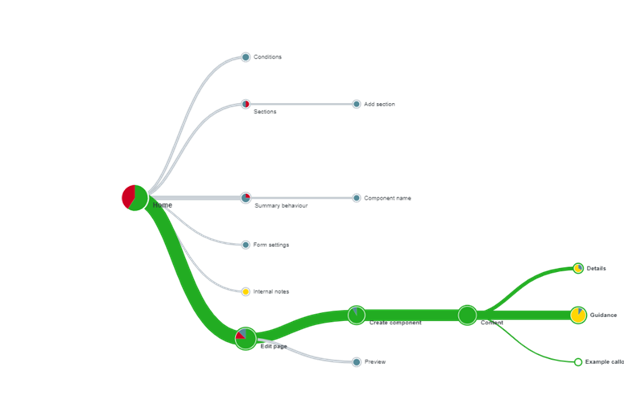 Conditions
Add section
Sections
Home
Summary behaviour
Component name
Form settings
Details
Internal notes
Guidance
Create component
Content
Edit page
Preview
Example callo